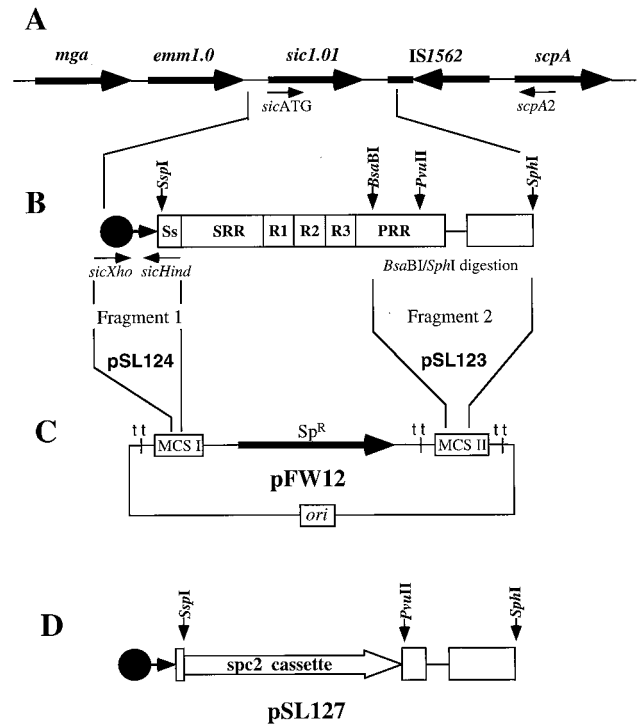 A
mga emm1.0 sic1.01 IS1562 scpA
sicATG scpA2
SspI BsaBI PvuII SphI
B
Ss SRR R1 R2 R3 PRR
sicXho sicHind BsaBI/SphI digestion
Fragment 1 Fragment 2
pSL124 pSL123
C
t t MCS I SpR t t MCS II t t
pFW12
ori
SspI PvuII SphI
D
spc2 cassette
pSL127